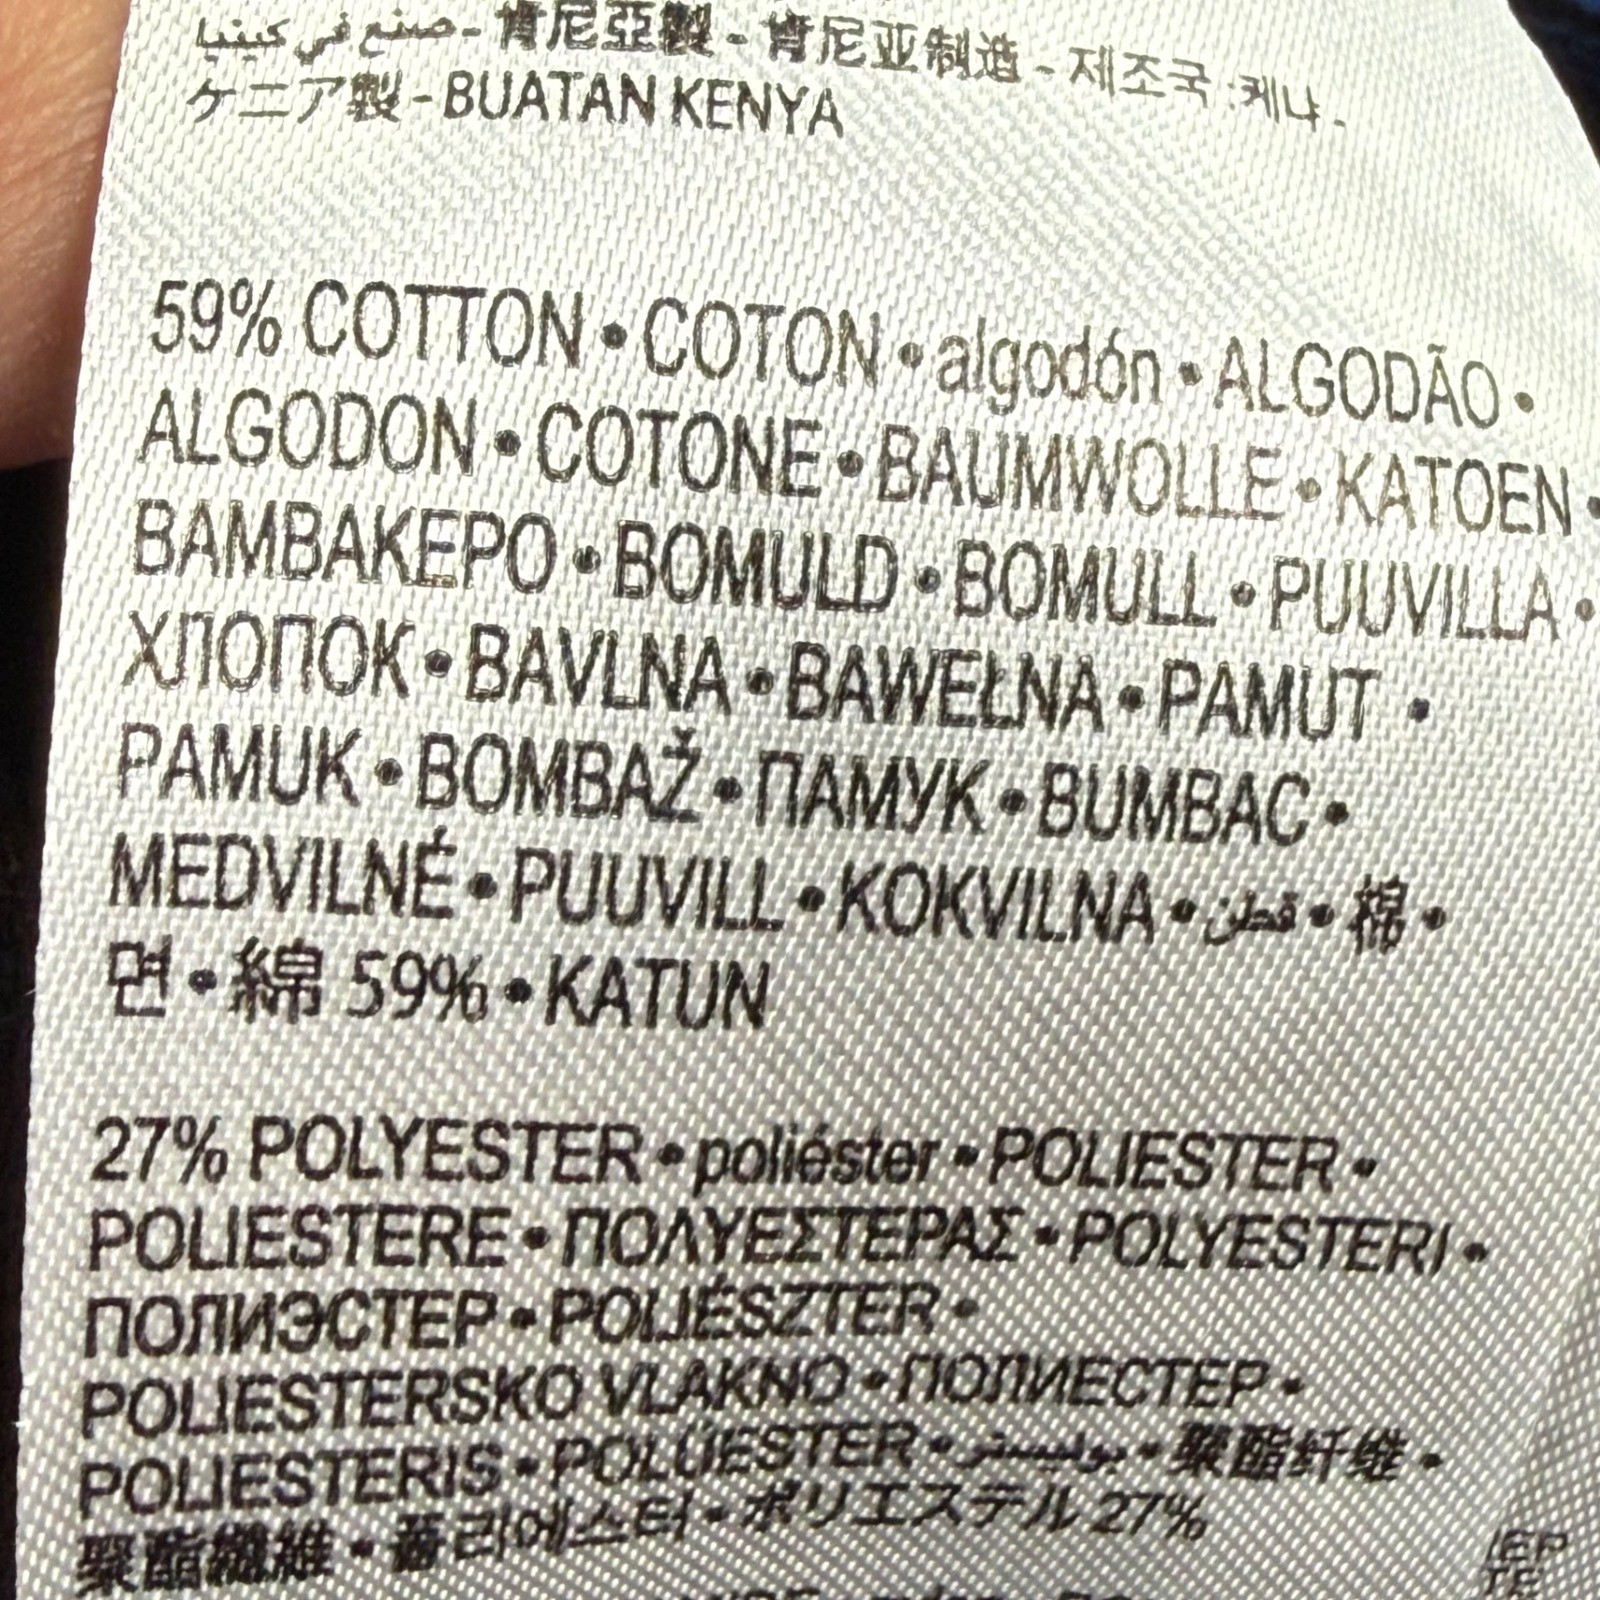 صنع في كينيا - 肯尼亞製 - 肯尼亚制造 - 제조국 :케냐.
ケニア製 - BUATAN KENYA
59% COTTON • COTON • algodón • ALGODÃO •
ALGODON • COTONE • BAUMWOLLE • KATOEN •
BAMBAKEPO • BOMULD • BOMULL • PUUVILLA •
ХЛОПОК • BAVLNA • BAWEŁNA • PAMUT •
PAMUK • BOMBAŽ • ПАМУК • BUMBAC •
MEDVILNÉ • PUUVILL • KOKVILNA • قطن • 棉 •
면 • 綿 59% • KATUN
27% POLYESTER • poliéster • POLIESTER •
POLIESTERE • ΠΟΛΥΕΣΤΕΡΑΣ • POLYESTERI •
ПОЛИЭСТЕР • POLIÉSZTER •
POLIESTERSKO VLAKNO • ПОЛИЕСТЕР •
POLIESTERIS • POLÜESTER • بوليستر • 聚酯纤维 •
聚酯纖維 • 폴리에스터 • ポリエステル 27%